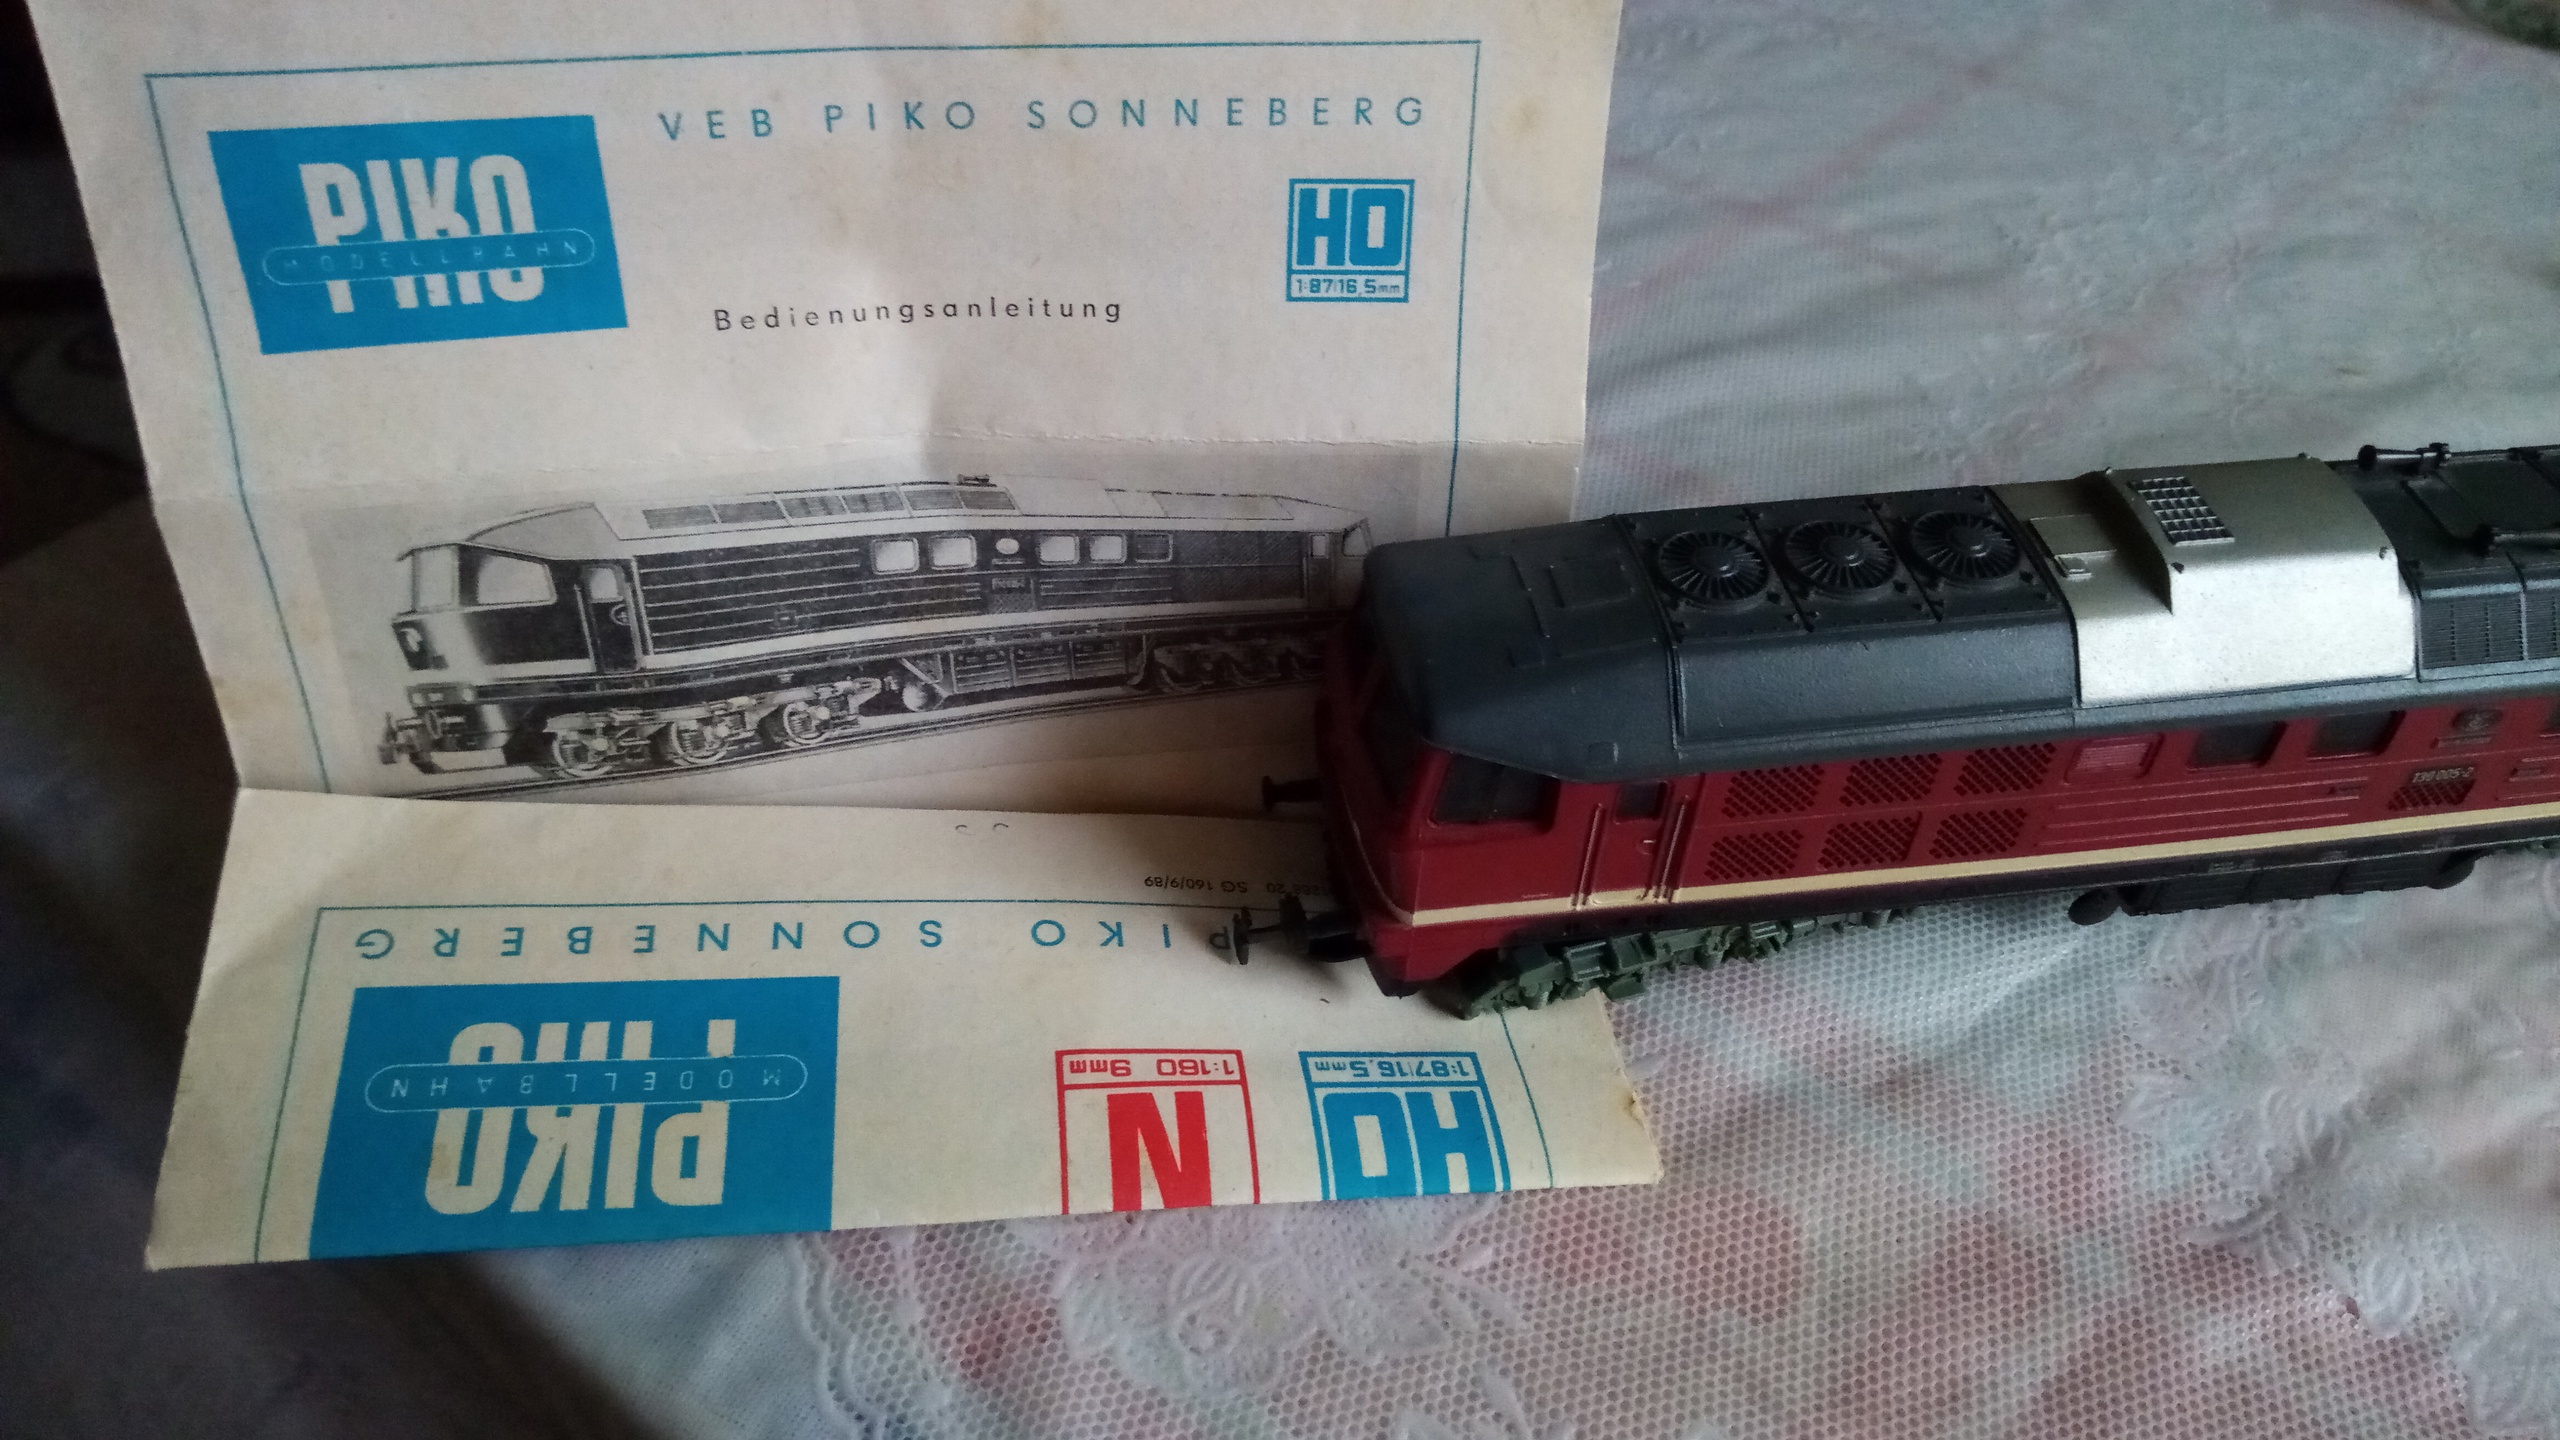 VEB PIKO SONNEBERG
PIKO
MODELLBAHN
HO
1:87/16,5mm
Bedienungsanleitung
20 SG 160/9/89
PIKO SONNEBERG
PIKO
MODELLBAHN
N
1:160 9mm
HO
1:87/16,5mm